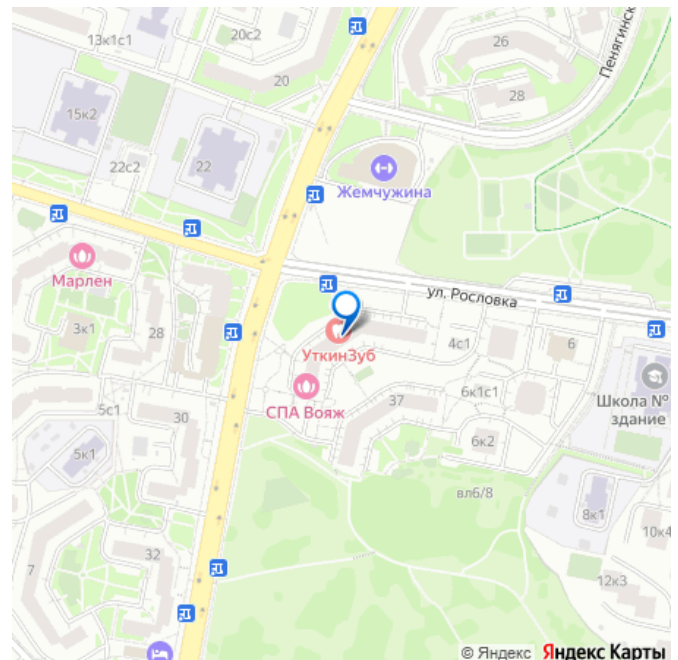 13к1с1
20с2
26
Пенягинск
20
28
15к2
22
22с2
Жемчужина
Марлен
ул. Рословка
3к1
28
УткинЗуб
4с1
6
СПА Вояж
37
6к1с1
Школа №
здание
5с1
30
6к2
5к1
вл6/8
8к1
10к4
32
7
12к3
© Яндекс Яндекс Карты